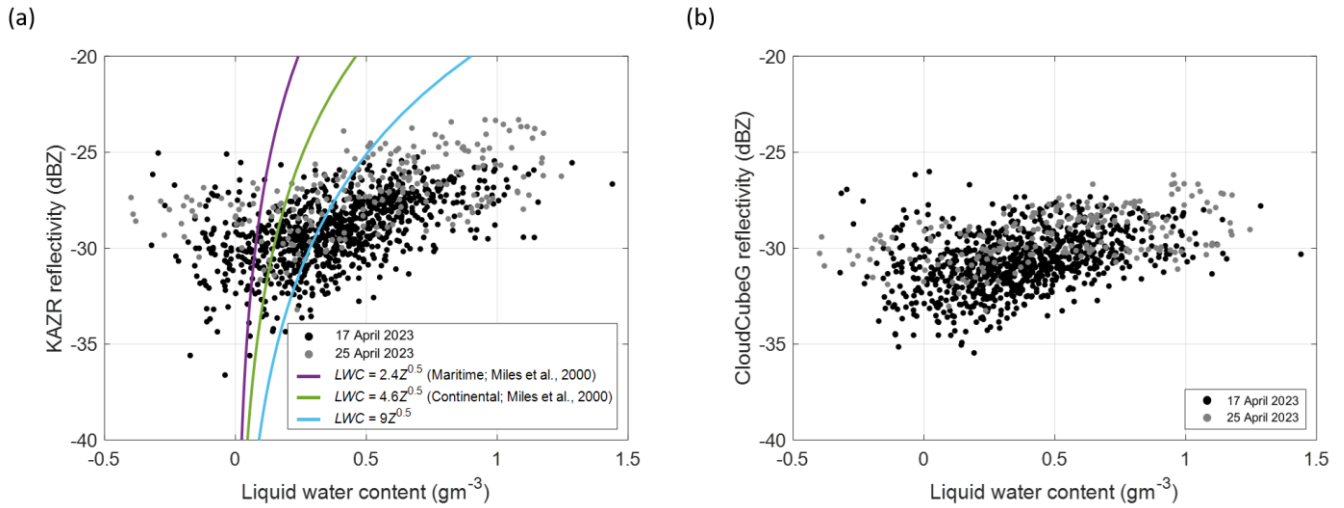 (a)
-20
-25
-30
-35
-40
KAZR reflectivity (dBZ)
17 April 2023
25 April 2023
LWC = 2.4Z^0.5 (Maritime; Miles et al., 2000)
LWC = 4.6Z^0.5 (Continental; Miles et al., 2000)
LWC = 9Z^0.5
-0.5 0 0.5 1 1.5
Liquid water content (gm^-3)
(b)
-20
-25
-30
-35
-40
CloudCubeG reflectivity (dBZ)
17 April 2023
25 April 2023
-0.5 0 0.5 1 1.5
Liquid water content (gm^-3)